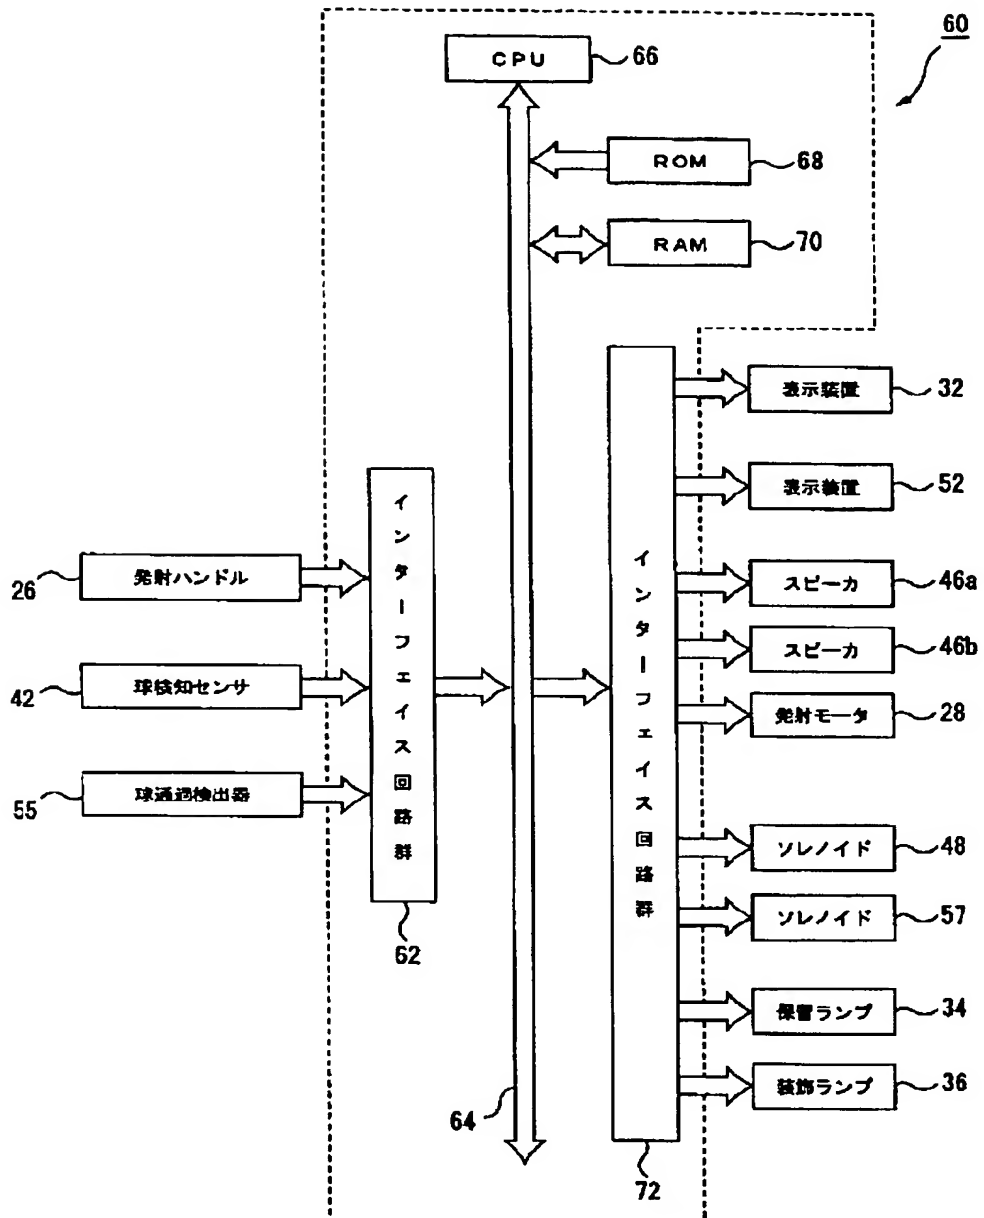 60
CPU 66
ROM 68
RAM 70
表示装置 32
表示装置 52
インターフェイス回路群
インターフェイス回路群
26 発射ハンドル
スピーカ 46a
スピーカ 46b
42 球検知センサ
発射モータ 28
55 球通過検出器
ソレノイド 48
ソレノイド 57
62
保留ランプ 34
装飾ランプ 36
64
72